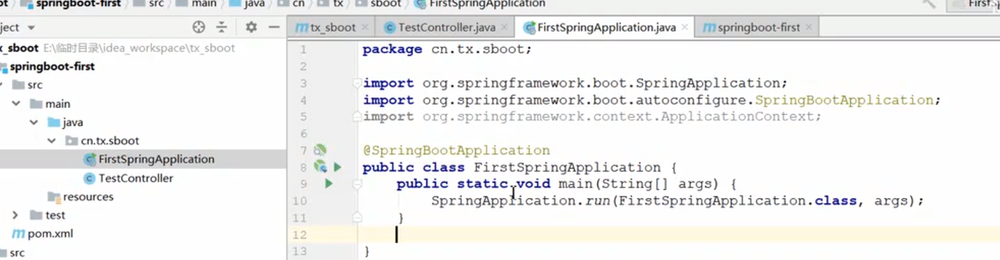 springboot-first src main java cn tx sboot FirstSpringApplication
ject
tx_sboot TestController.java FirstSpringApplication.java springboot-first
x_sboot E:\临时目录\idea_workspace\tx_sboot
springboot-first
src
main
java
cn.tx.sboot
FirstSpringApplication
TestController
resources
test
pom.xml
src
1 package cn.tx.sboot;
2
3 import org.springframework.boot.SpringApplication;
4 import org.springframework.boot.autoconfigure.SpringBootApplication;
5 import org.springframework.context.ApplicationContext;
6
7 @SpringBootApplication
8 public class FirstSpringApplication {
9 public static void main(String[] args) {
10 SpringApplication.run(FirstSpringApplication.class, args);
11 }
12
13 }